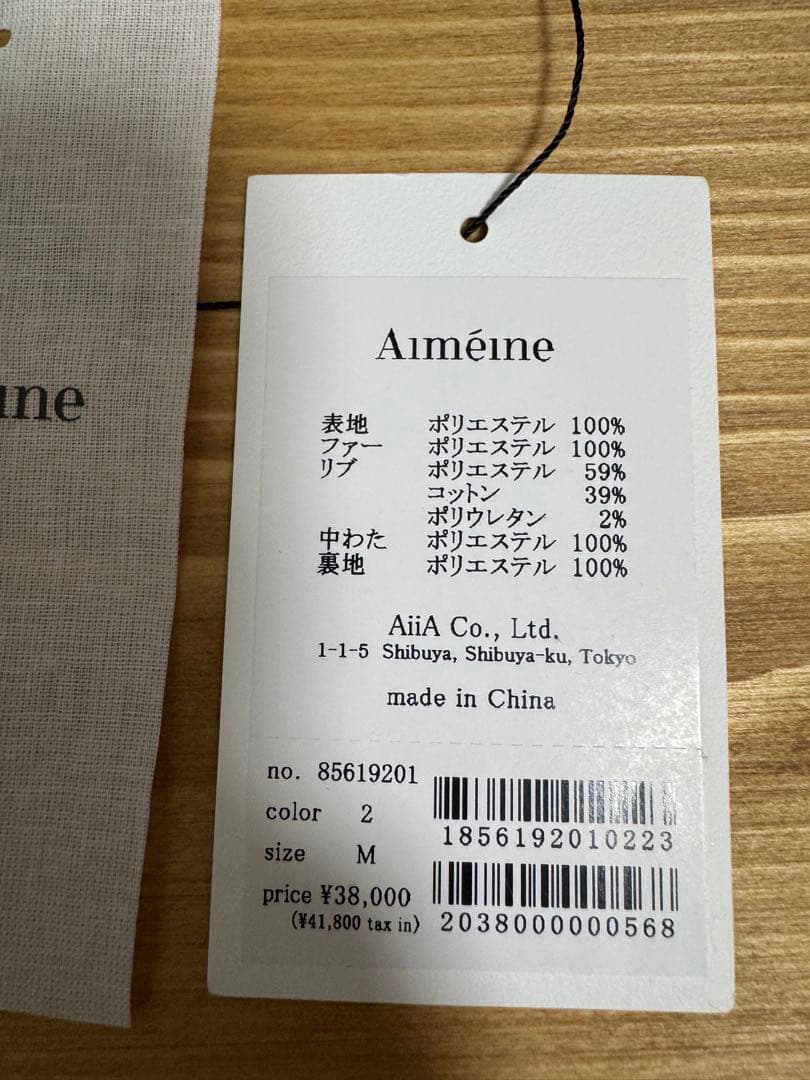 ine
Aiméine
表地 ポリエステル 100%
ファー ポリエステル 100%
リブ ポリエステル 59%
コットン 39%
ポリウレタン 2%
中わた ポリエステル 100%
裏地 ポリエステル 100%
AiiA Co., Ltd.
1-1-5 Shibuya, Shibuya-ku, Tokyo
made in China
no. 85619201
color 2
1856192010223
size M
price ¥38,000
(¥41,800 tax in)
2038000000568